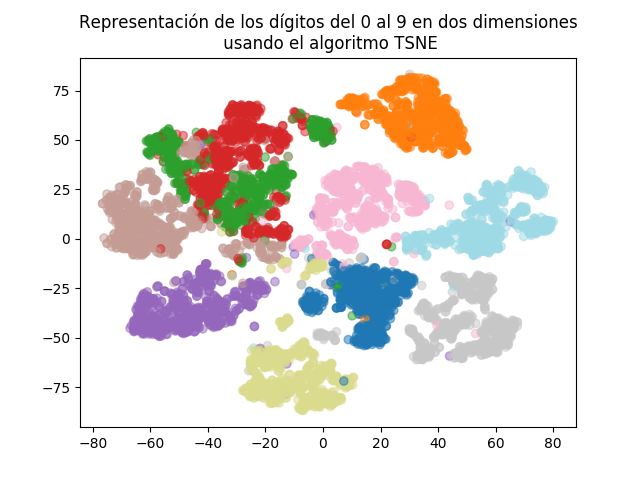 Representación de los dígitos del 0 al 9 en dos dimensiones
usando el algoritmo TSNE
75
50
25
0
−25
−50
−75
−80 −60 −40 −20 0 20 40 60 80